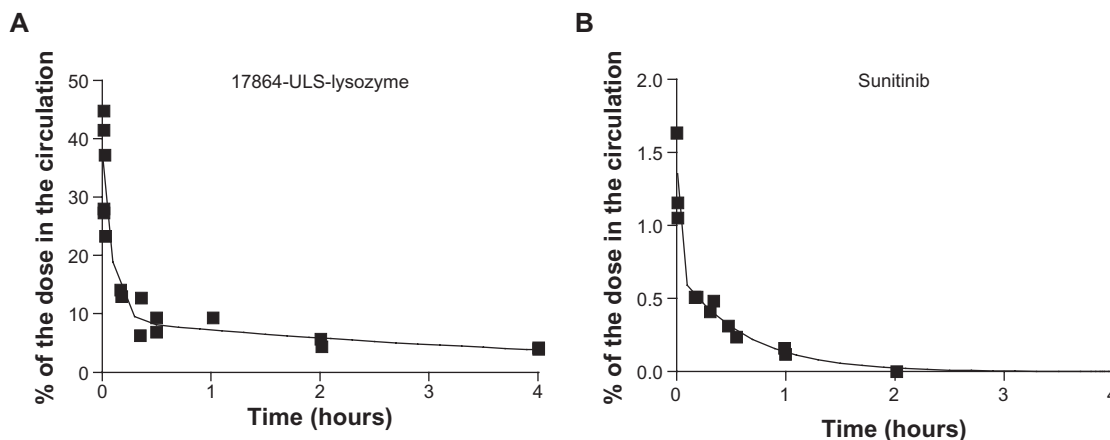 A
17864-ULS-lysozyme
% of the dose in the circulation
50
40
30
20
10
0
0 1 2 3 4
Time (hours)
B
Sunitinib
% of the dose in the circulation
2.0
1.5
1.0
0.5
0.0
0 1 2 3 4
Time (hours)